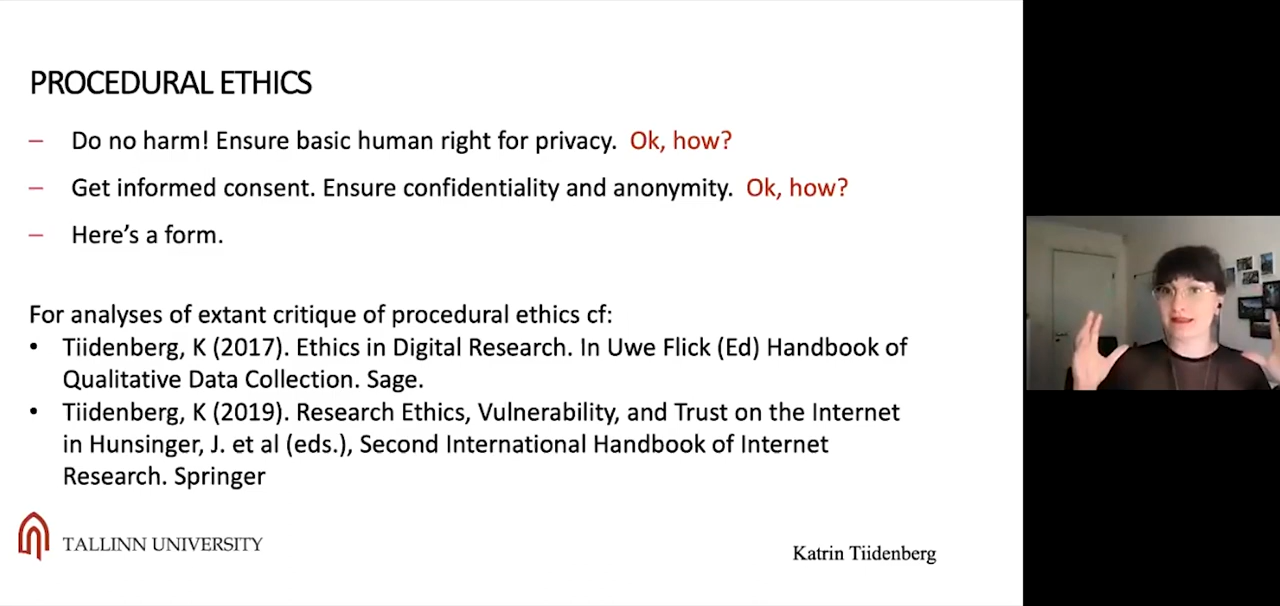 PROCEDURAL ETHICS
– Do no harm! Ensure basic human right for privacy. Ok, how?
– Get informed consent. Ensure confidentiality and anonymity. Ok, how?
– Here’s a form.
For analyses of extant critique of procedural ethics cf:
• Tiidenberg, K (2017). Ethics in Digital Research. In Uwe Flick (Ed) Handbook of
Qualitative Data Collection. Sage.
• Tiidenberg, K (2019). Research Ethics, Vulnerability, and Trust on the Internet
in Hunsinger, J. et al (eds.), Second International Handbook of Internet
Research. Springer
TALLINN UNIVERSITY
Katrin Tiidenberg